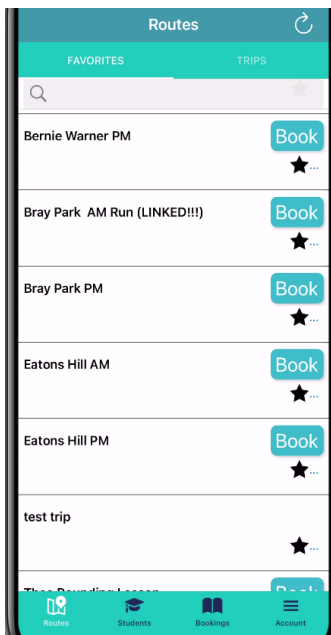 Routes
FAVORITES
TRIPS
Bernie Warner PM
Book
...
Bray Park AM Run (LINKED!!!)
Book
...
Bray Park PM
Book
...
Eatons Hill AM
Book
...
Eatons Hill PM
Book
...
test trip
...
Routes
Students
Bookings
Account